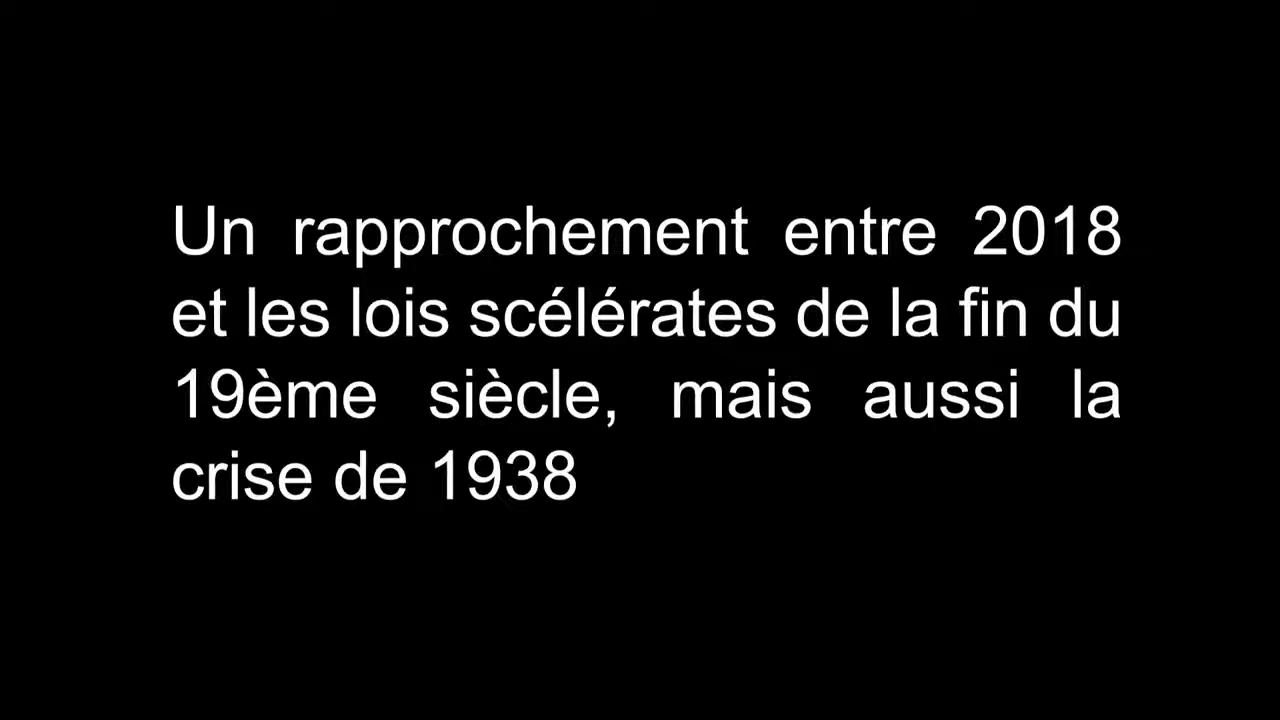 Un rapprochement entre 2018
et les lois scélérates de la fin du
19ème siècle, mais aussi la
crise de 1938